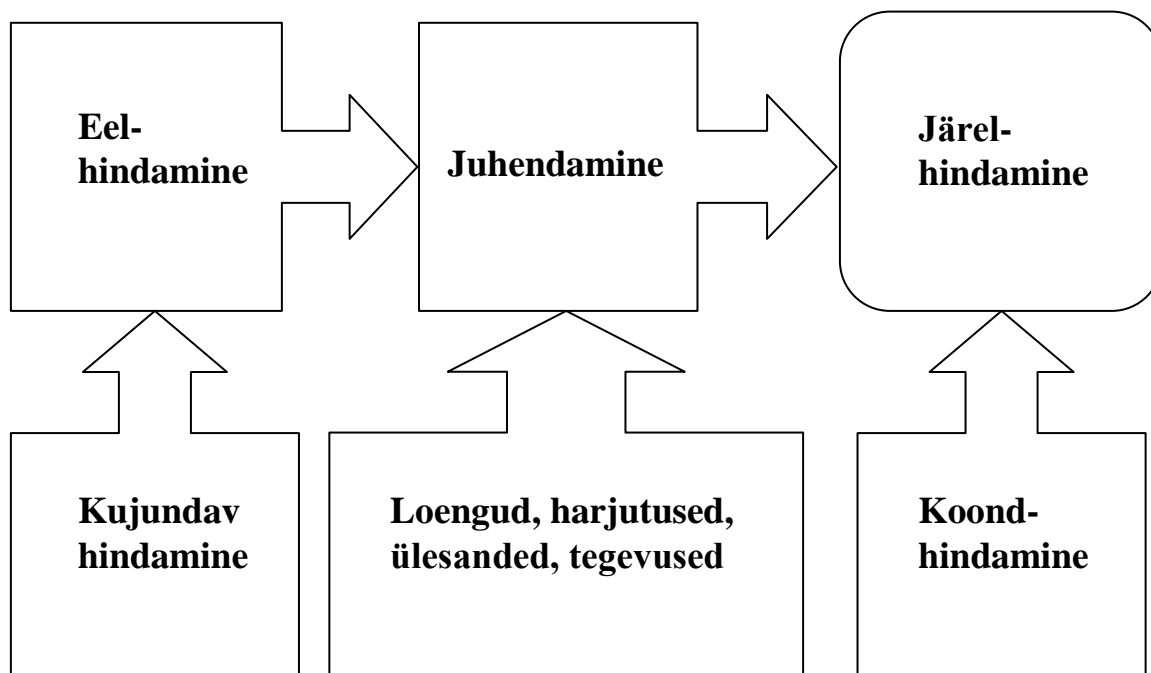 Eel-
hindamine
Juhendamine
Järel-
hindamine
Kujundav
hindamine
Loengud, harjutused,
ülesanded, tegevused
Koond-
hindamine